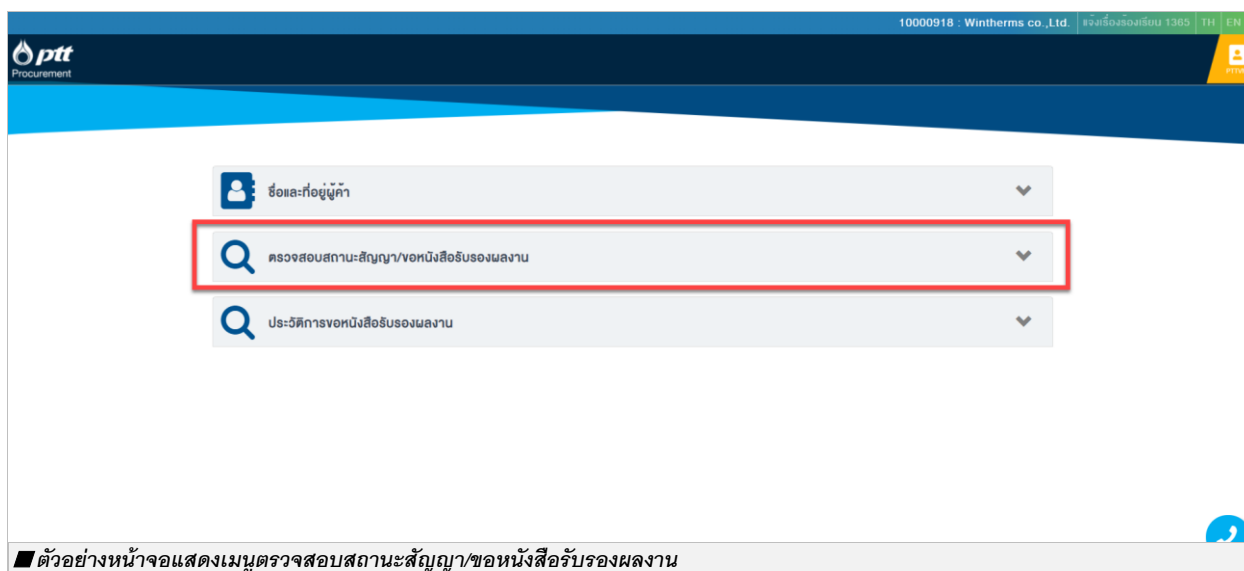 10000918 : Wintherms co.,Ltd. แจ้งเรื่องร้องเรียน 1365 TH EN
ptt
Procurement
ชื่อและที่อยู่ผู้ค้า
ตรวจสอบสถานะสัญญา/ขอหนังสือรับรองผลงาน
ประวัติการขอหนังสือรับรองผลงาน
ตัวอย่างหน้าจอแสดงเมนูตรวจสอบสถานะสัญญา/ขอหนังสือรับรองผลงาน